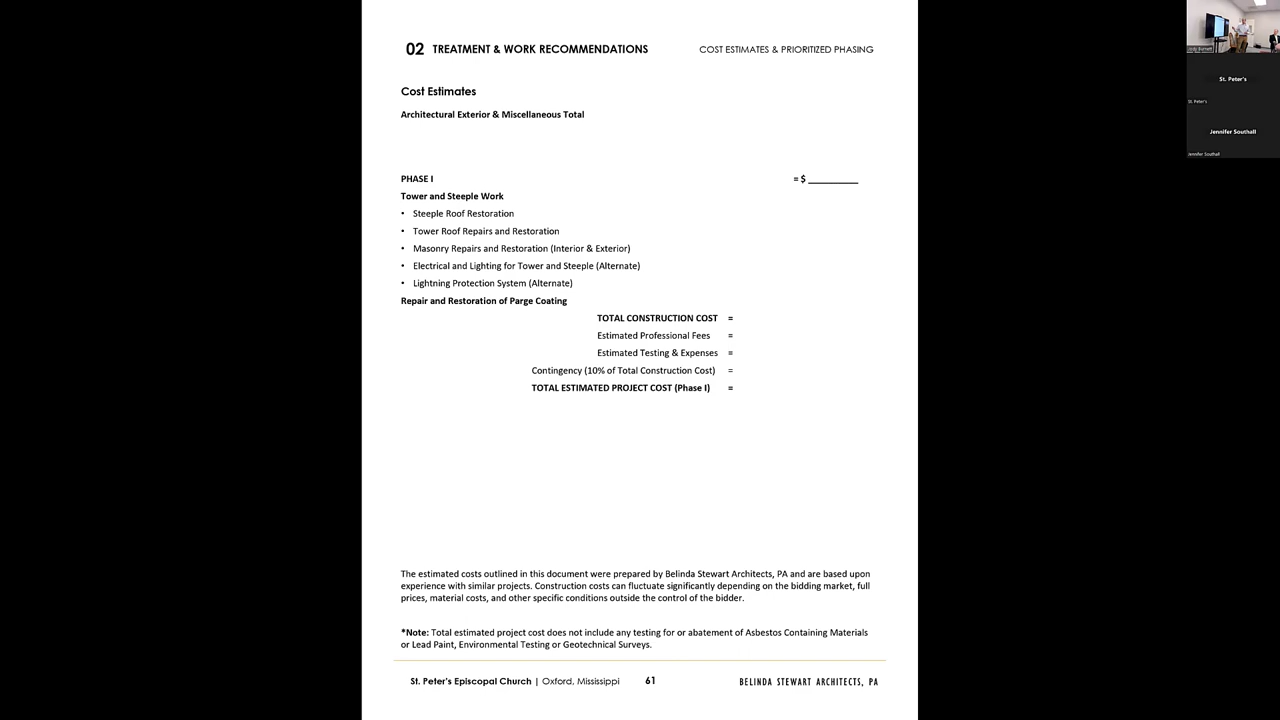 02 TREATMENT & WORK RECOMMENDATIONS COST ESTIMATES & PRIORITIZED PHASING
Cost Estimates
Architectural Exterior & Miscellaneous Total
PHASE I = $ __________
Tower and Steeple Work
• Steeple Roof Restoration
• Tower Roof Repairs and Restoration
• Masonry Repairs and Restoration (Interior & Exterior)
• Electrical and Lighting for Tower and Steeple (Alternate)
• Lightning Protection System (Alternate)
Repair and Restoration of Parge Coating
TOTAL CONSTRUCTION COST =
Estimated Professional Fees =
Estimated Testing & Expenses =
Contingency (10% of Total Construction Cost) =
TOTAL ESTIMATED PROJECT COST (Phase I) =
The estimated costs outlined in this document were prepared by Belinda Stewart Architects, PA and are based upon
experience with similar projects. Construction costs can fluctuate significantly depending on the bidding market, full
prices, material costs, and other specific conditions outside the control of the bidder.
*Note: Total estimated project cost does not include any testing for or abatement of Asbestos Containing Materials
or Lead Paint, Environmental Testing or Geotechnical Surveys.
St. Peter's Episcopal Church | Oxford, Mississippi 61 BELINDA STEWART ARCHITECTS, PA
St. Peter's
St. Peter's
Jennifer Southall
Jennifer Southall